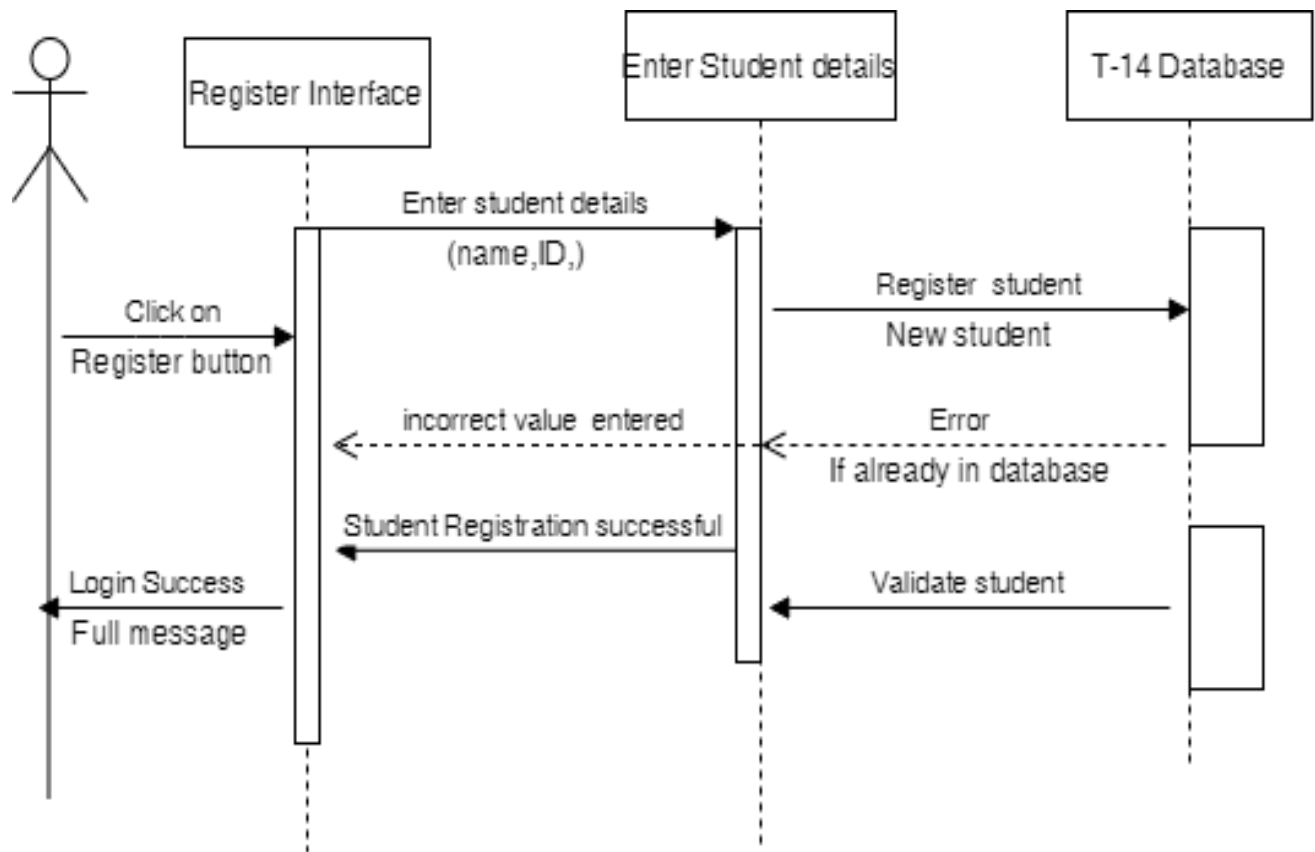 Enter Student details
T-14 Database
Register Interface
Enter student details
(name,ID,)
Register student
New student
Click on
Register button
incorrect value entered
Error
If already in database
Student Registration successful
Login Success
Full message
Validate student